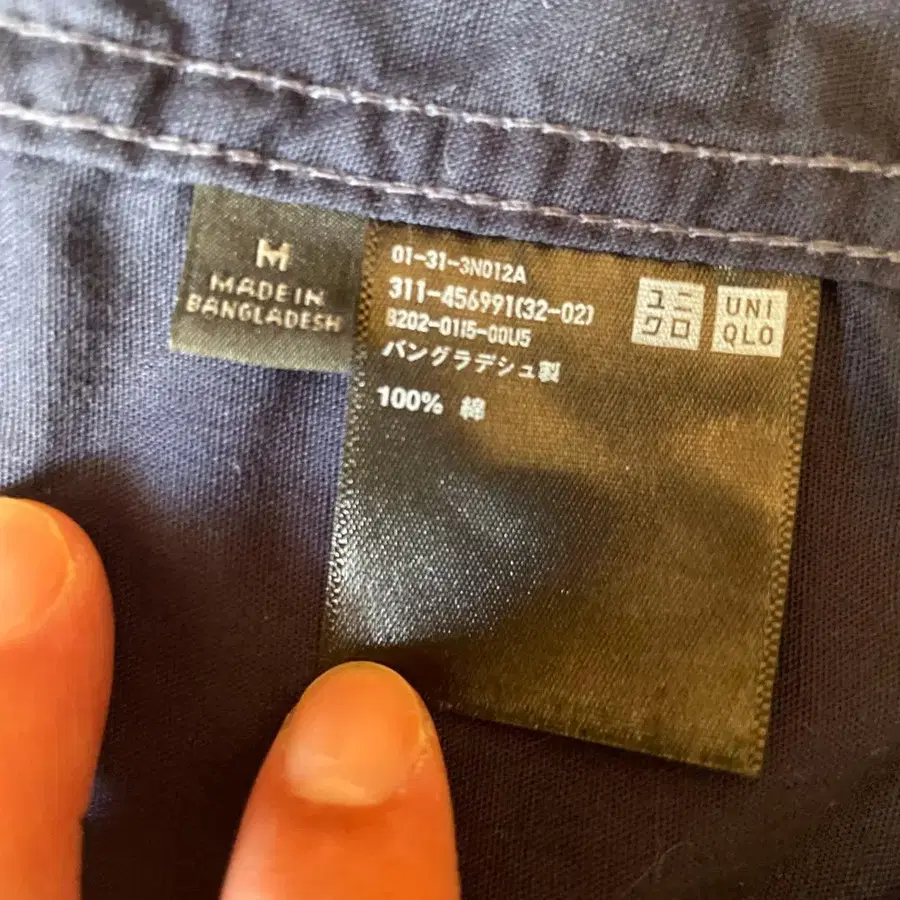 M
MADE IN
BANGLADESH
01-31-3N012A
311-456991(32-02)
8202-0115-00U5
バングラデシュ製
100% 綿
ユニ
クロ
UNI
QLO